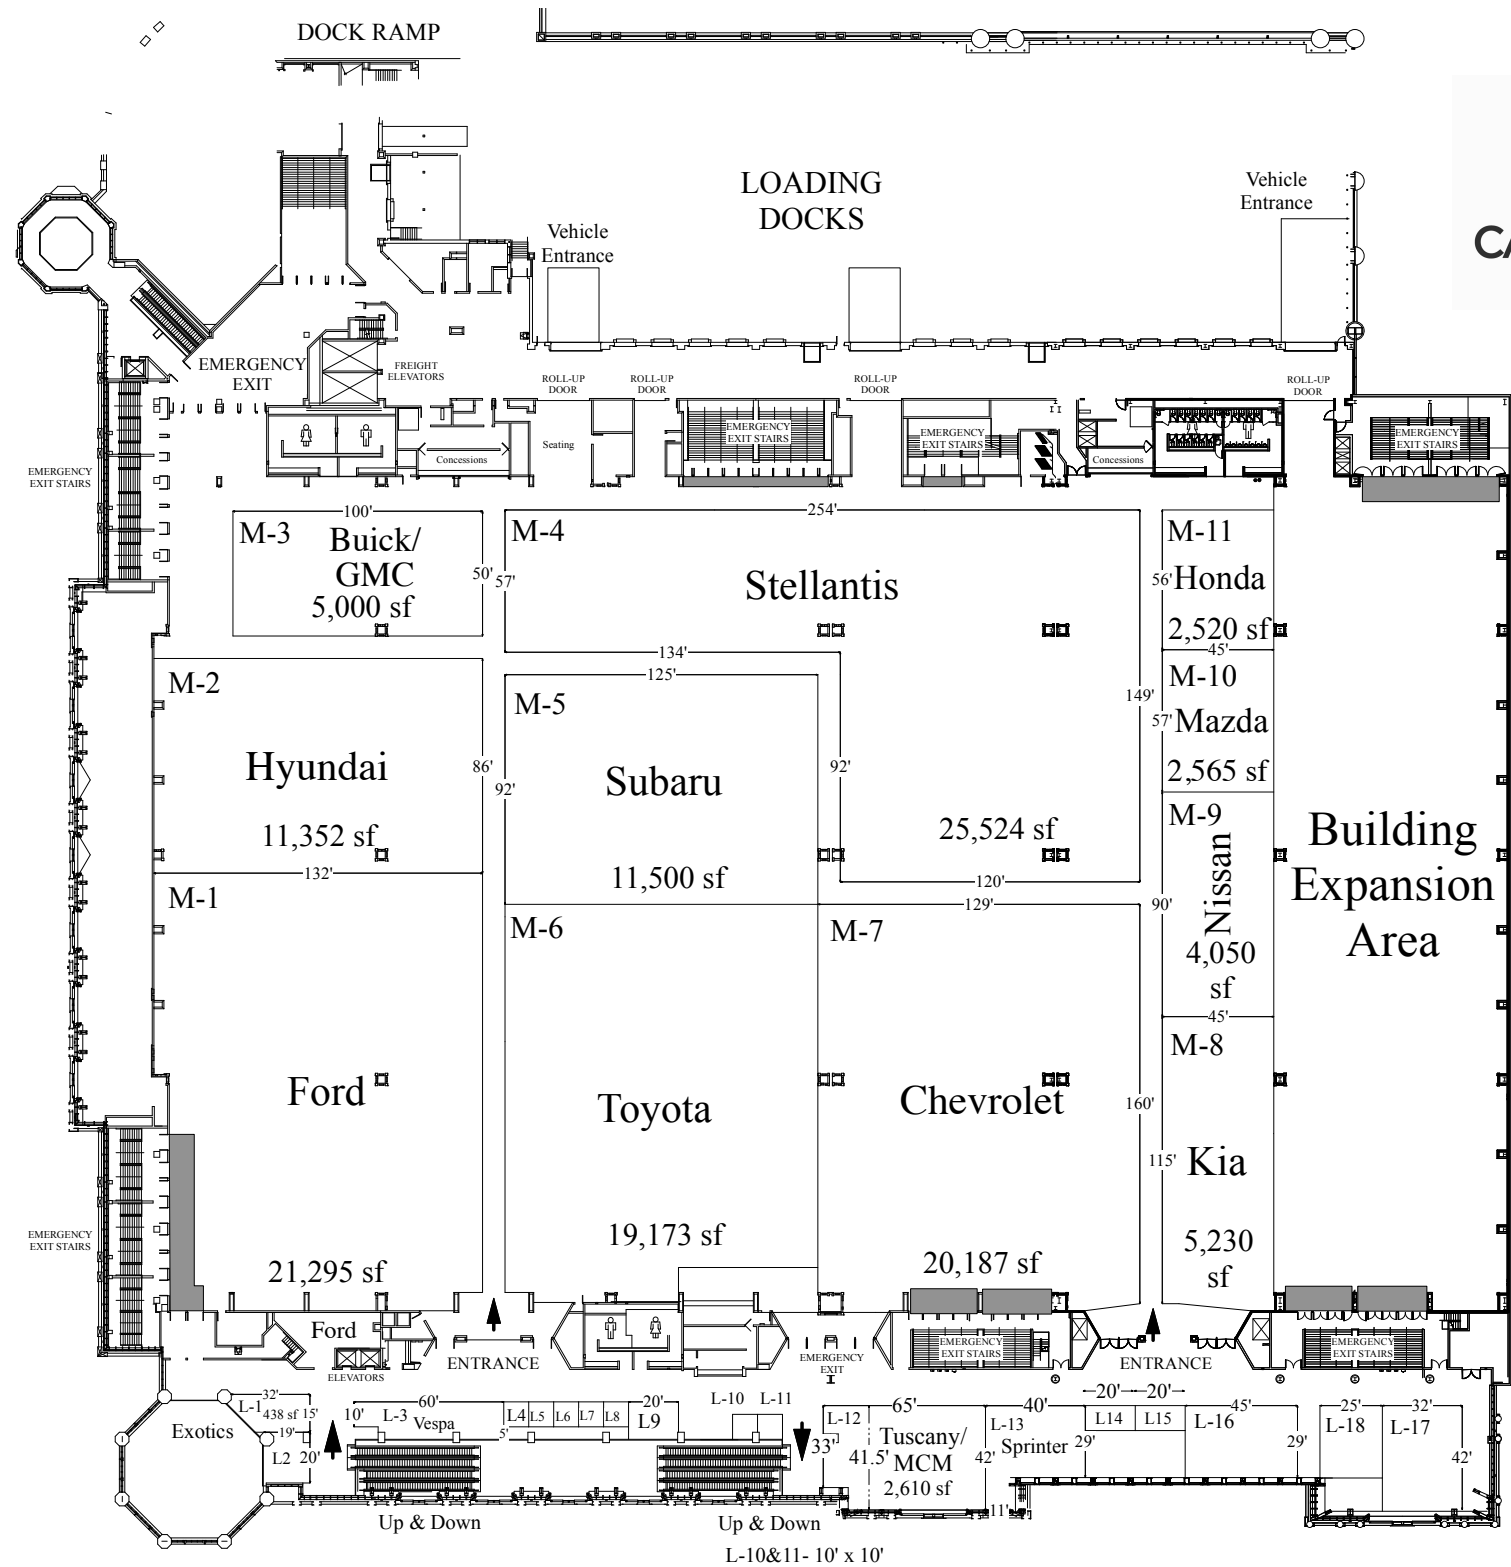 DOCK RAMP
LOADING
DOCKS
Vehicle
Entrance
Vehicle
Entrance
CA
EMERGENCY
EXIT
FREIGHT
ELEVATORS
ROLL-UP
DOOR
ROLL-UP
DOOR
ROLL-UP
DOOR
ROLL-UP
DOOR
EMERGENCY
EXIT STAIRS
EMERGENCY
EXIT STAIRS
EMERGENCY
EXIT STAIRS
EMERGENCY
EXIT STAIRS
Concessions
Seating
Concessions
100'
M-3
Buick/
GMC
5,000 sf
50'
57'
M-4
254'
Stellantis
25,524 sf
134'
149'
92'
120'
M-11
56'
Honda
2,520 sf
45'
M-10
57'
Mazda
2,565 sf
M-9
Nissan
90'
4,050
sf
45'
M-8
115'
Kia
5,230
sf
Building
Expansion
Area
M-2
Hyundai
86'
11,352 sf
132'
M-1
Ford
21,295 sf
125'
M-5
92'
Subaru
11,500 sf
M-6
Toyota
19,173 sf
129'
M-7
Chevrolet
160'
20,187 sf
EMERGENCY
EXIT STAIRS
Ford
ELEVATORS
ENTRANCE
EMERGENCY
EXIT
EMERGENCY
EXIT STAIRS
ENTRANCE
EMERGENCY
EXIT STAIRS
Exotics
32'
L-1
438 sf
15'
19'
L2
20'
10'
60'
L-3
Vespa
5'
L4
L5
L6
L7
L8
20'
L9
L-10
L-11
L-12
33'
65'
41.5'
Tuscany/
MCM
2,610 sf
42'
11'
L-13
40'
Sprinter
29'
20'
20'
L14
L15
L-16
45'
29'
25'
L-18
32'
L-17
42'
Up & Down
Up & Down
L-10&11- 10' x 10'